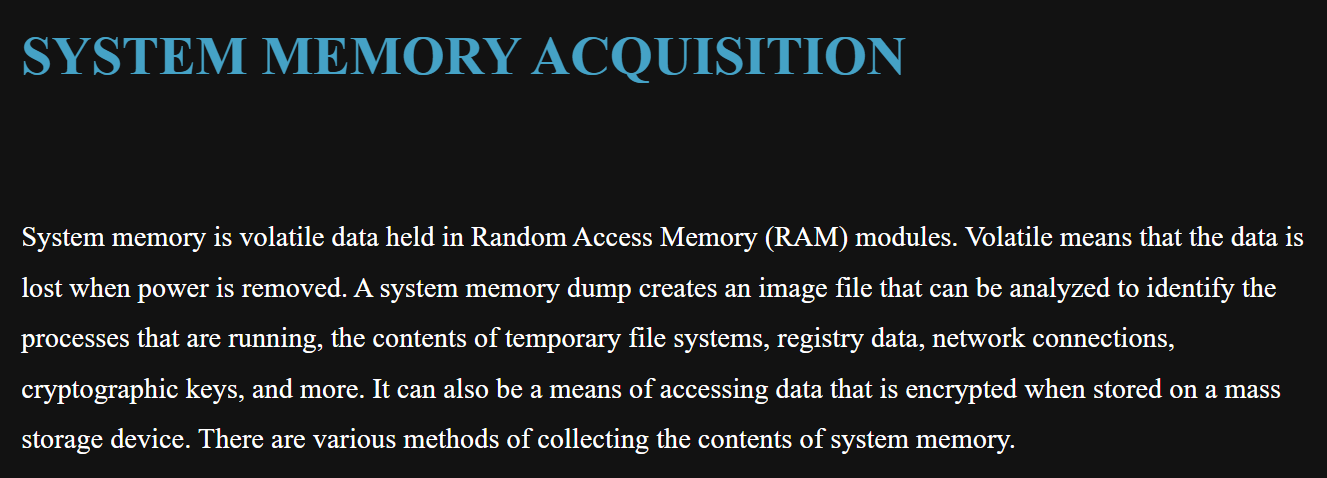 SYSTEM MEMORY ACQUISITION
System memory is volatile data held in Random Access Memory (RAM) modules. Volatile means that the data is
lost when power is removed. A system memory dump creates an image file that can be analyzed to identify the
processes that are running, the contents of temporary file systems, registry data, network connections,
cryptographic keys, and more. It can also be a means of accessing data that is encrypted when stored on a mass
storage device. There are various methods of collecting the contents of system memory.